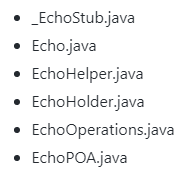 • _EchoStub.java
• Echo.java
• EchoHelper.java
• EchoHolder.java
• EchoOperations.java
• EchoPOA.java